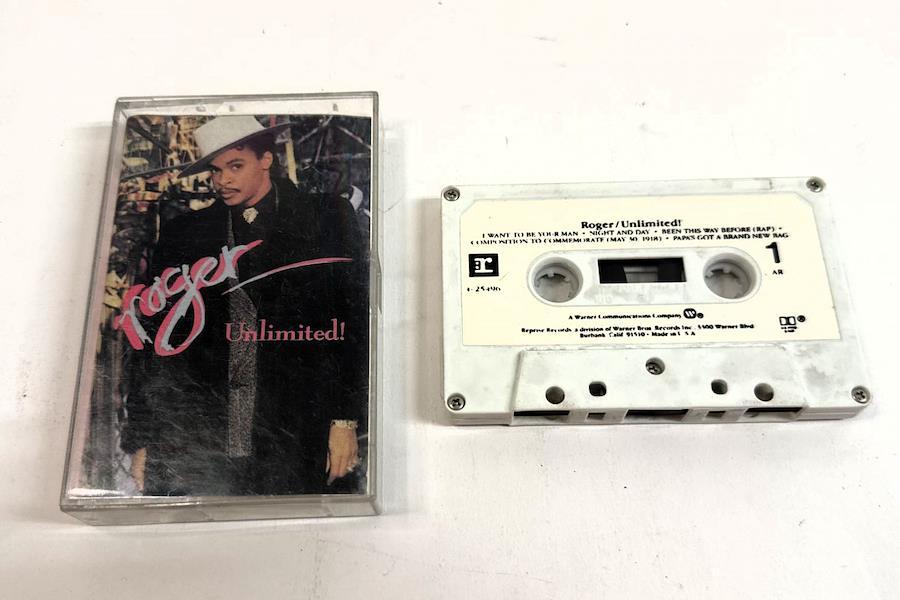 roger
Unlimited!
Roger/Unlimited!
I WANT TO BE YOUR MAN • NIGHT AND DAY • BEEN THIS WAY BEFORE (RAP) •
COMPOSITION TO COMMEMORATE (MAY 30, 1918) • PAPA'S GOT A BRAND NEW BAG
r
1
4-25496
AR
A Warner Communications Company
Reprise Records, a division of Warner Bros. Records Inc., 3300 Warner Blvd.
Burbank, Calif. 91510 • Made in U.S.A.